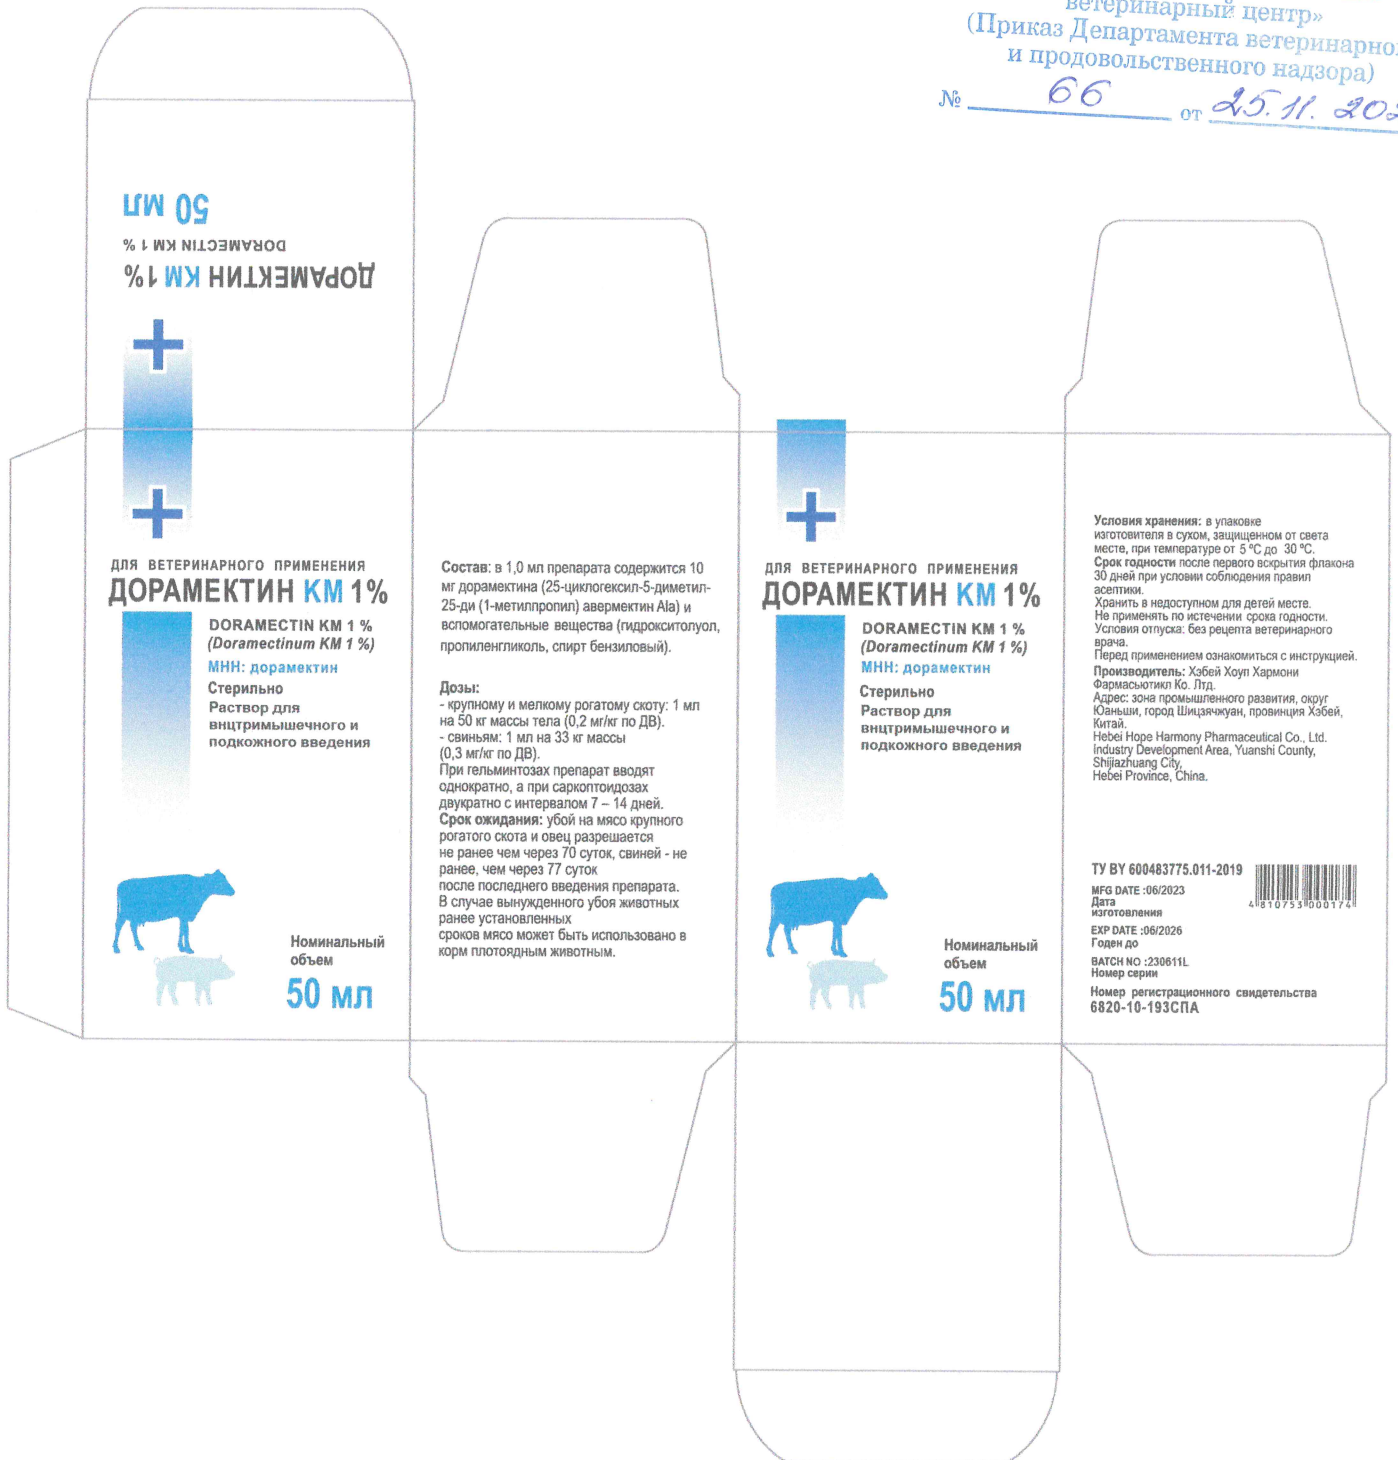 ветеринарный центр»
(Приказ Департамента
и продовольственного надзора)
№ 66 от 25.11.
50 МЛ
DORAMECTIN KM 1 %
ДОРАМЕКТИН КМ 1%
ДЛЯ ВЕТЕРИНАРНОГО ПРИМЕНЕНИЯ
ДОРАМЕКТИН КМ 1%
DORAMECTIN KM 1 %
(Doramectinum KM 1 %)
МНН: дорамектин
Стерильно
Раствор для
внцтримышечного и
подкожного введения
Номинальный
объем
50 мл
Состав: в 1,0 мл препарата содержится 10
мг дорамектина (25-циклогексил-5-диметил-
25-ди (1-метилпропил) авермектин Ala) и
вспомогательные вещества (гидрокситолуол,
пропиленгликоль, спирт бензиловый).
Дозы:
- крупному и мелкому рогатому скоту: 1 мл
на 50 кг массы тела (0,2 мг/кг по ДВ).
- свиньям: 1 мл на 33 кг массы
(0,3 мг/кг по ДВ).
При гельминтозах препарат вводят
однократно, а при саркоптоидозах
двукратно с интервалом 7 – 14 дней.
Срок ожидания: убой на мясо крупного
рогатого скота и овец разрешается
не ранее чем через 70 суток, свиней - не
ранее, чем через 77 суток
после последнего введения препарата.
В случае вынужденного убоя животных
ранее установленных
сроков мясо может быть использовано в
корм плотоядным животным.
ДЛЯ ВЕТЕРИНАРНОГО ПРИМЕНЕНИЯ
ДОРАМЕКТИН КМ 1%
DORAMECTIN KM 1 %
(Doramectinum KM 1 %)
МНН: дорамектин
Стерильно
Раствор для
внцтримышечного и
подкожного введения
Номинальный
объем
50 мл
Условия хранения: в упаковке
изготовителя в сухом, защищенном от света
месте, при температуре от 5 ºC до 30 ºC.
Срок годности после первого вскрытия флакона
30 дней при условии соблюдения правил
асептики.
Хранить в недоступном для детей месте.
Не применять по истечении срока годности.
Условия отпуска: без рецепта ветеринарного
врача.
Перед применением ознакомиться с инструкцией.
Производитель: Хэбей Хоуп Хармони
Фармасьютикл Ко. Лтд.
Адрес: зона промышленного развития, округ
Юаньши, город Шицзячжуан, провинция Хэбей,
Китай.
Hebei Hope Harmony Pharmaceutical Co., Ltd.
Industry Development Area, Yuanshi County,
Shijiazhuang City,
Hebei Province, China.
ТУ BY 600483775.011-2019
MFG DATE :06/2023
Дата
изготовления
EXP DATE :06/2026
Годен до
BATCH NO :230611L
Номер серии
4 810753 000174
Номер регистрационного свидетельства
6820-10-19ЗСПА